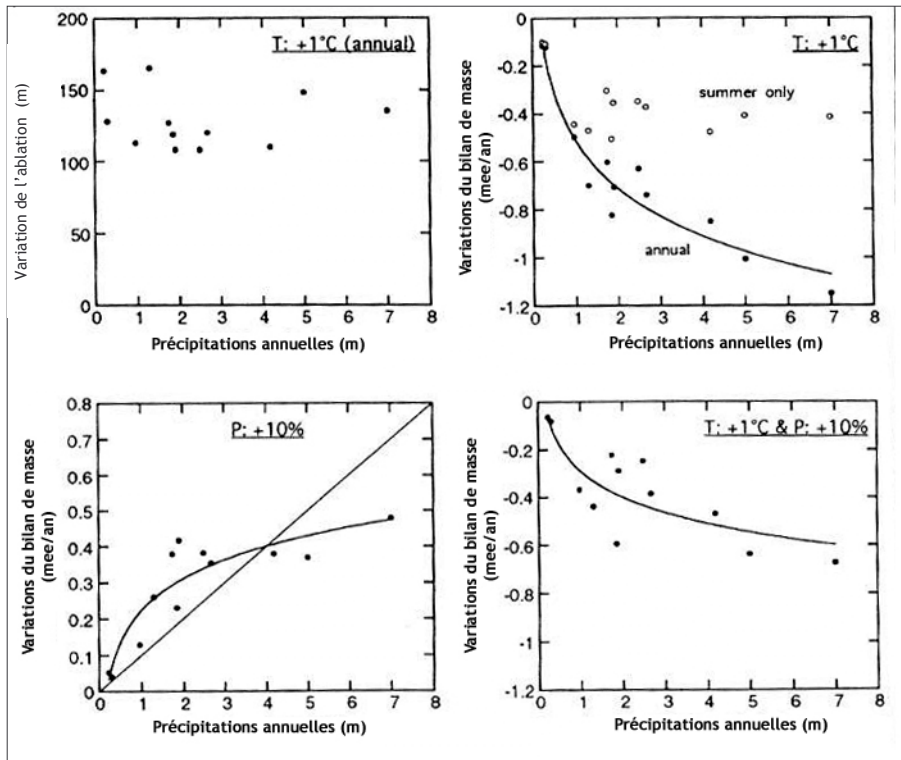 T: +1°C (annual)
Variation de l'ablation (m)
200
150
100
50
0
0 1 2 3 4 5 6 7 8
Précipitations annuelles (m)
T: +1°C
summer only
annual
Variations du bilan de masse
(mee/an)
0
-0.2
-0.4
-0.6
-0.8
-1
-1.2
0 1 2 3 4 5 6 7 8
Précipitations annuelles (m)
P: +10%
Variations du bilan de masse
(mee/an)
0.8
0.7
0.6
0.5
0.4
0.3
0.2
0.1
0
0 1 2 3 4 5 6 7 8
Précipitations annuelles (m)
T: +1°C & P: +10%
Variations du bilan de masse
(mee/an)
0
-0.2
-0.4
-0.6
-0.8
-1
-1.2
0 1 2 3 4 5 6 7 8
Précipitations annuelles (m)